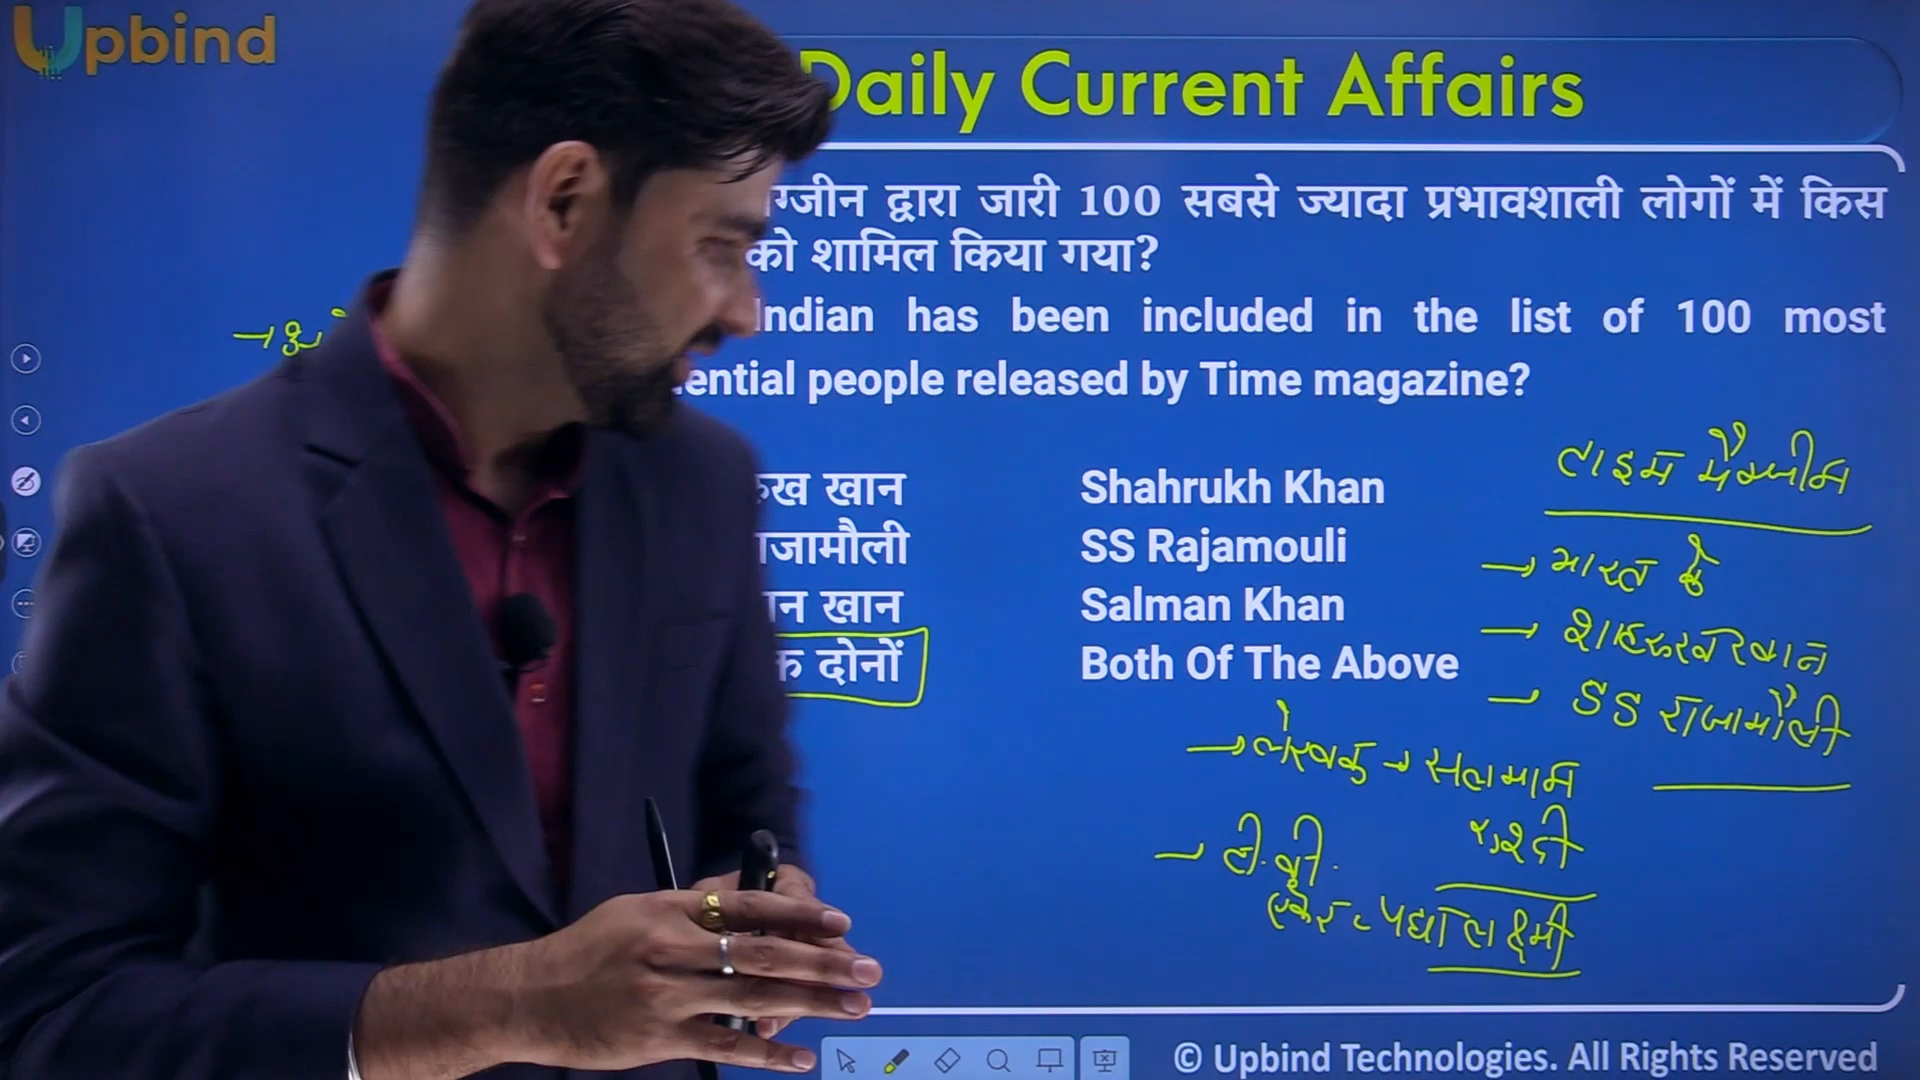 Upbind
Daily Current Affairs
ग्जीन द्वारा जारी 100 सबसे ज्यादा प्रभावशाली लोगों में किस
को शामिल किया गया?
Indian has been included in the list of 100 most
ential people released by Time magazine?
रुख खान Shahrukh Khan
जामौली SS Rajamouli
न खान Salman Khan
क दोनों Both Of The Above
टाइम मैग्जीन
→ भारत के
→ शाहरुख खान
→ SS राजामौली
→ लेखक → सलमान
रुश्दी
→ टी.वी.
पद्मा लक्ष्मी
© Upbind Technologies. All Rights Reserved